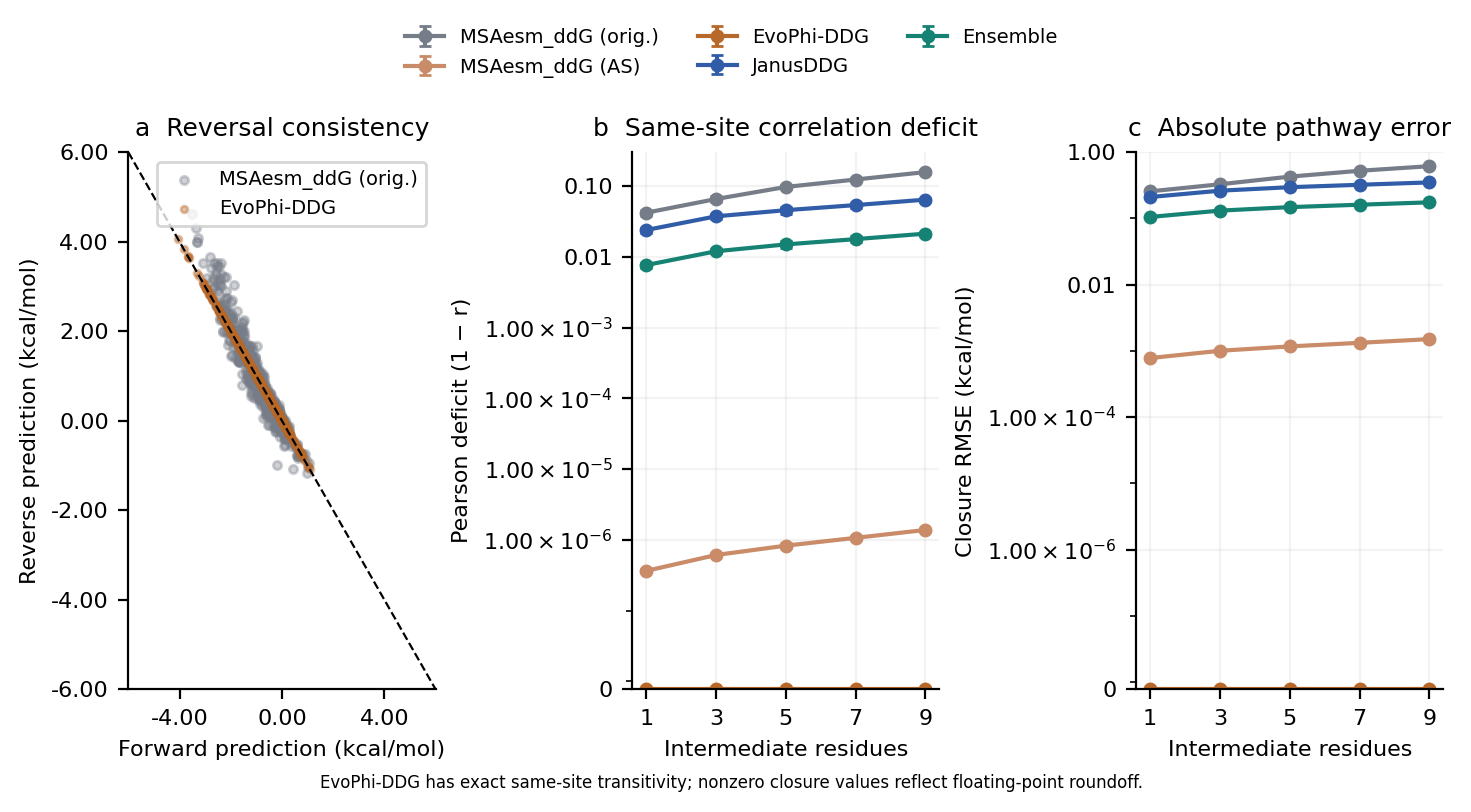 MSAesm_ddG (orig.)
MSAesm_ddG (AS)
EvoPhi-DDG
JanusDDG
Ensemble
a Reversal consistency
MSAesm_ddG (orig.)
EvoPhi-DDG
6.00
4.00
2.00
0.00
-2.00
-4.00
-6.00
-4.00 0.00 4.00
Reverse prediction (kcal/mol)
Forward prediction (kcal/mol)
b Same-site correlation deficit
0.10
0.01
1.00 × 10⁻³
1.00 × 10⁻⁴
1.00 × 10⁻⁵
1.00 × 10⁻⁶
0
1 3 5 7 9
Pearson deficit (1 − r)
Intermediate residues
c Absolute pathway error
1.00
0.01
1.00 × 10⁻⁴
1.00 × 10⁻⁶
0
1 3 5 7 9
Closure RMSE (kcal/mol)
Intermediate residues
EvoPhi-DDG has exact same-site transitivity; nonzero closure values reflect floating-point roundoff.